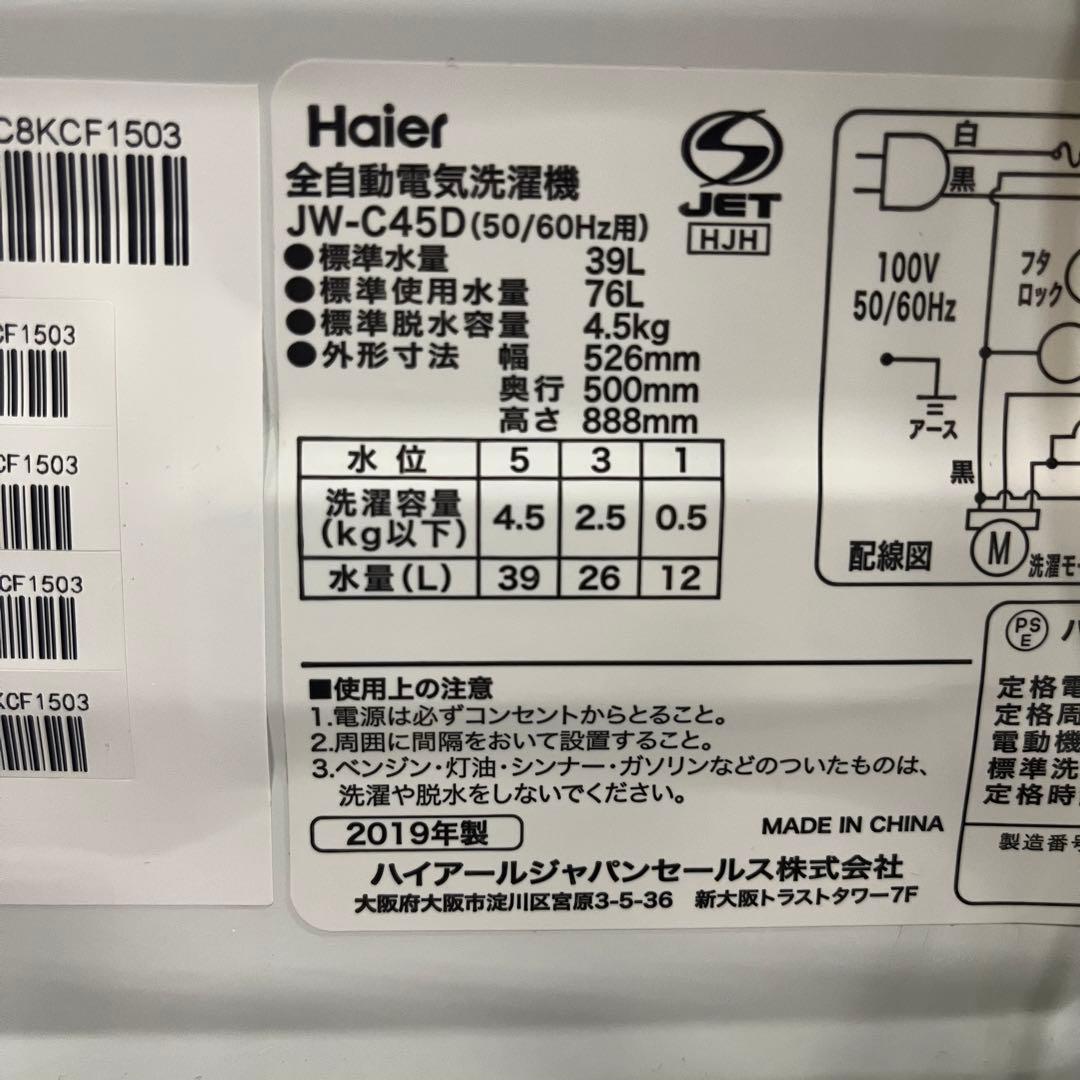 C8KCF1503
CF1503
CF1503
CF1503
KCF1503
Haier
全自動電気洗濯機
JW-C45D(50/60Hz用)
●標準水量 39L
●標準使用水量 76L
●標準脱水容量 4.5kg
●外形寸法 幅 526mm
奥行 500mm
高さ 888mm
JET
HJH
水位 5 3 1
洗濯容量
(kg以下) 4.5 2.5 0.5
水量(L) 39 26 12
白
黒
100V
50/60Hz
フタ
ロック
アース
黒
M
配線図
洗濯モー
■使用上の注意
1.電源は必ずコンセントからとること。
2.周囲に間隔をおいて設置すること。
3.ベンジン・灯油・シンナー・ガソリンなどのついたものは、
洗濯や脱水をしないでください。
2019年製
MADE IN CHINA
ハイアールジャパンセールス株式会社
大阪府大阪市淀川区宮原3-5-36 新大阪トラストタワー7F
PS
E
ハ
定格電
定格周
電動機
標準洗
定格時
製造番号